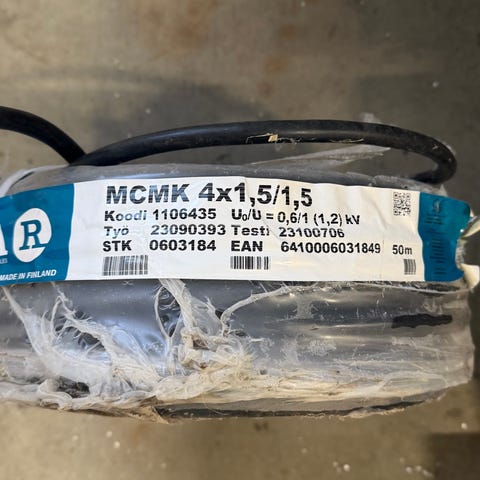 MCMK 4x1,5/1,5
Koodi 1106435 U₀/U = 0,6/1 (1,2) kV
Työ 23090393 Testi 23100706
STK 0603184 EAN 6410006031849 50m
R
MADE IN FINLAND